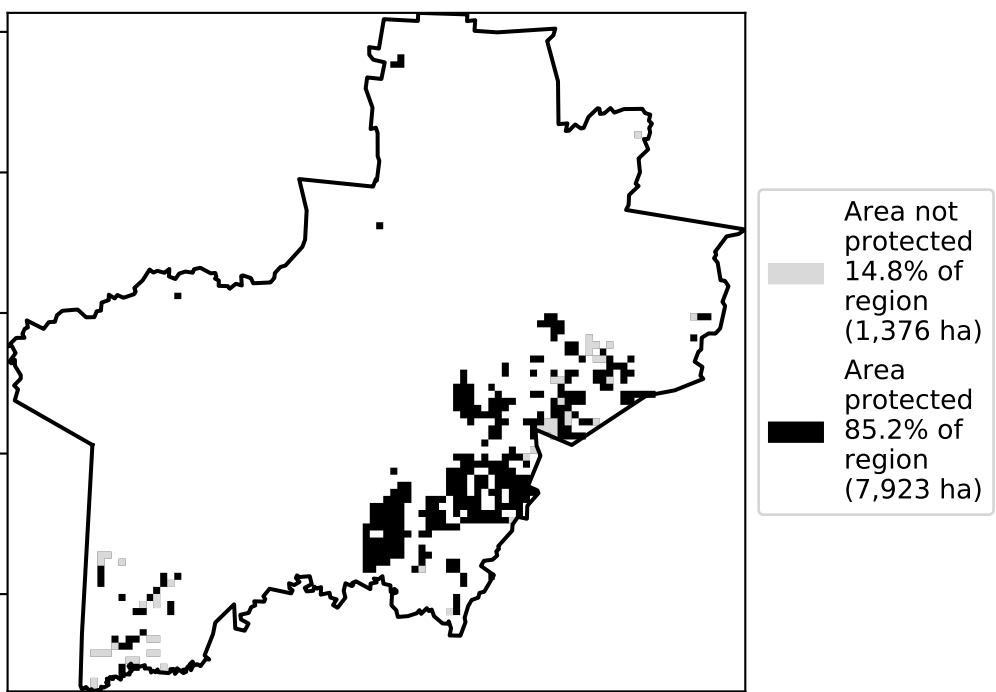 Area not
protected
14.8% of
region
(1,376 ha)
Area
protected
85.2% of
region
(7,923 ha)